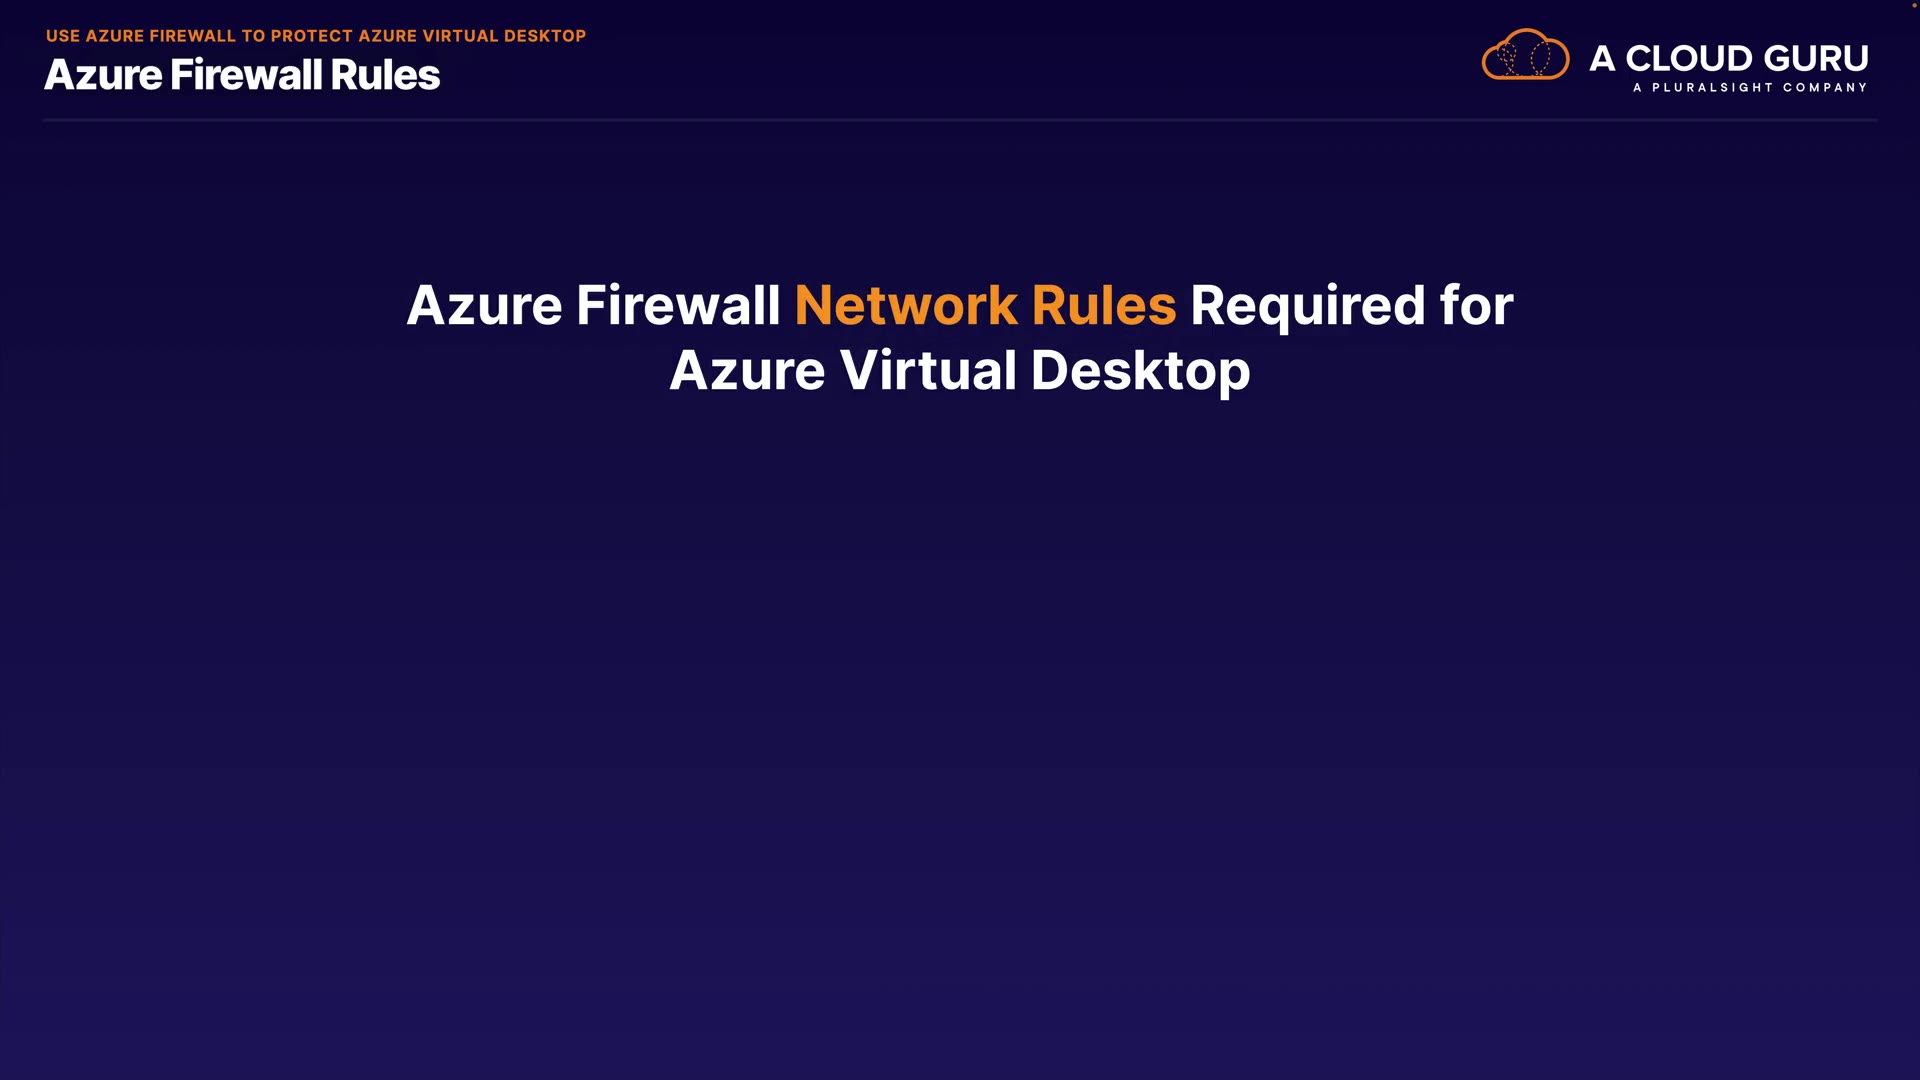 USE AZURE FIREWALL TO PROTECT AZURE VIRTUAL DESKTOP
Azure Firewall Rules
A CLOUD GURU
A PLURALSIGHT COMPANY
Azure Firewall Network Rules Required for
Azure Virtual Desktop